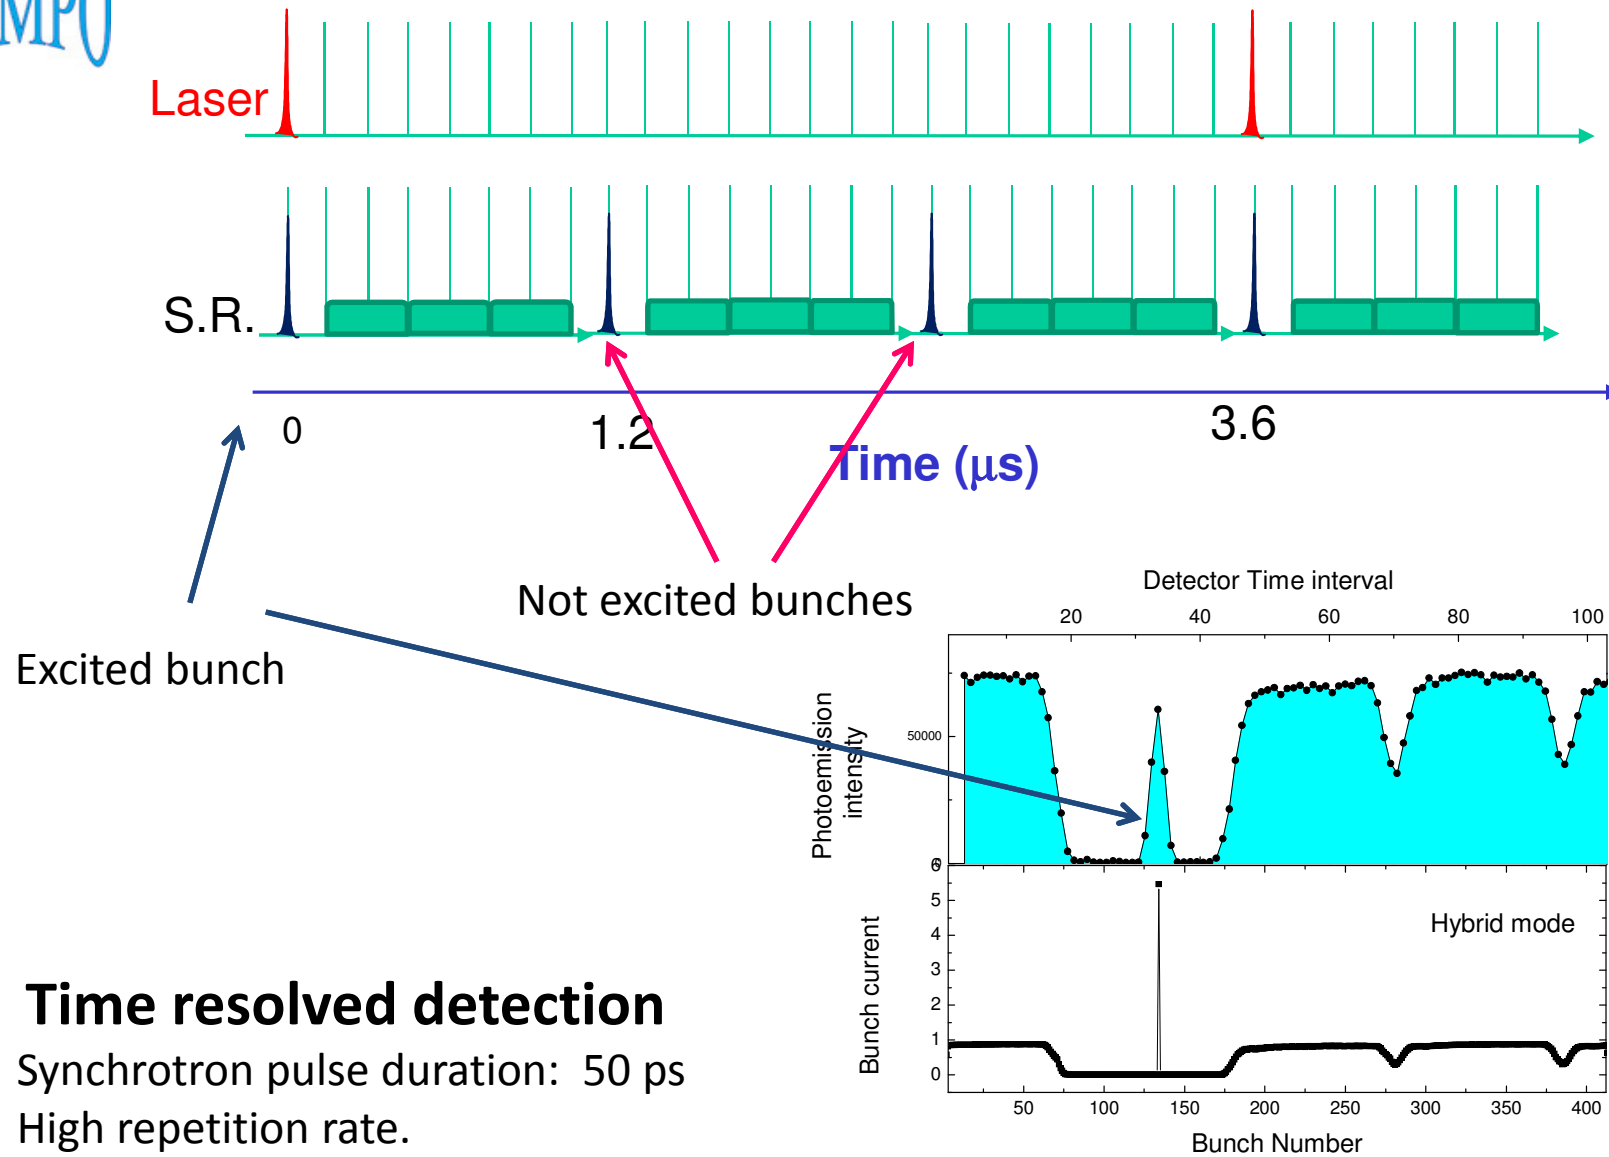 MPO
Laser
S.R.
0
1.2
3.6
Time (μs)
Not excited bunches
Excited bunch
Detector Time interval
20 40 60 80 100
Photoemission
intensity
50000
0
6
5
4
3
2
1
0
Bunch current
Hybrid mode
50 100 150 200 250 300 350 400
Bunch Number
Time resolved detection
Synchrotron pulse duration: 50 ps
High repetition rate.